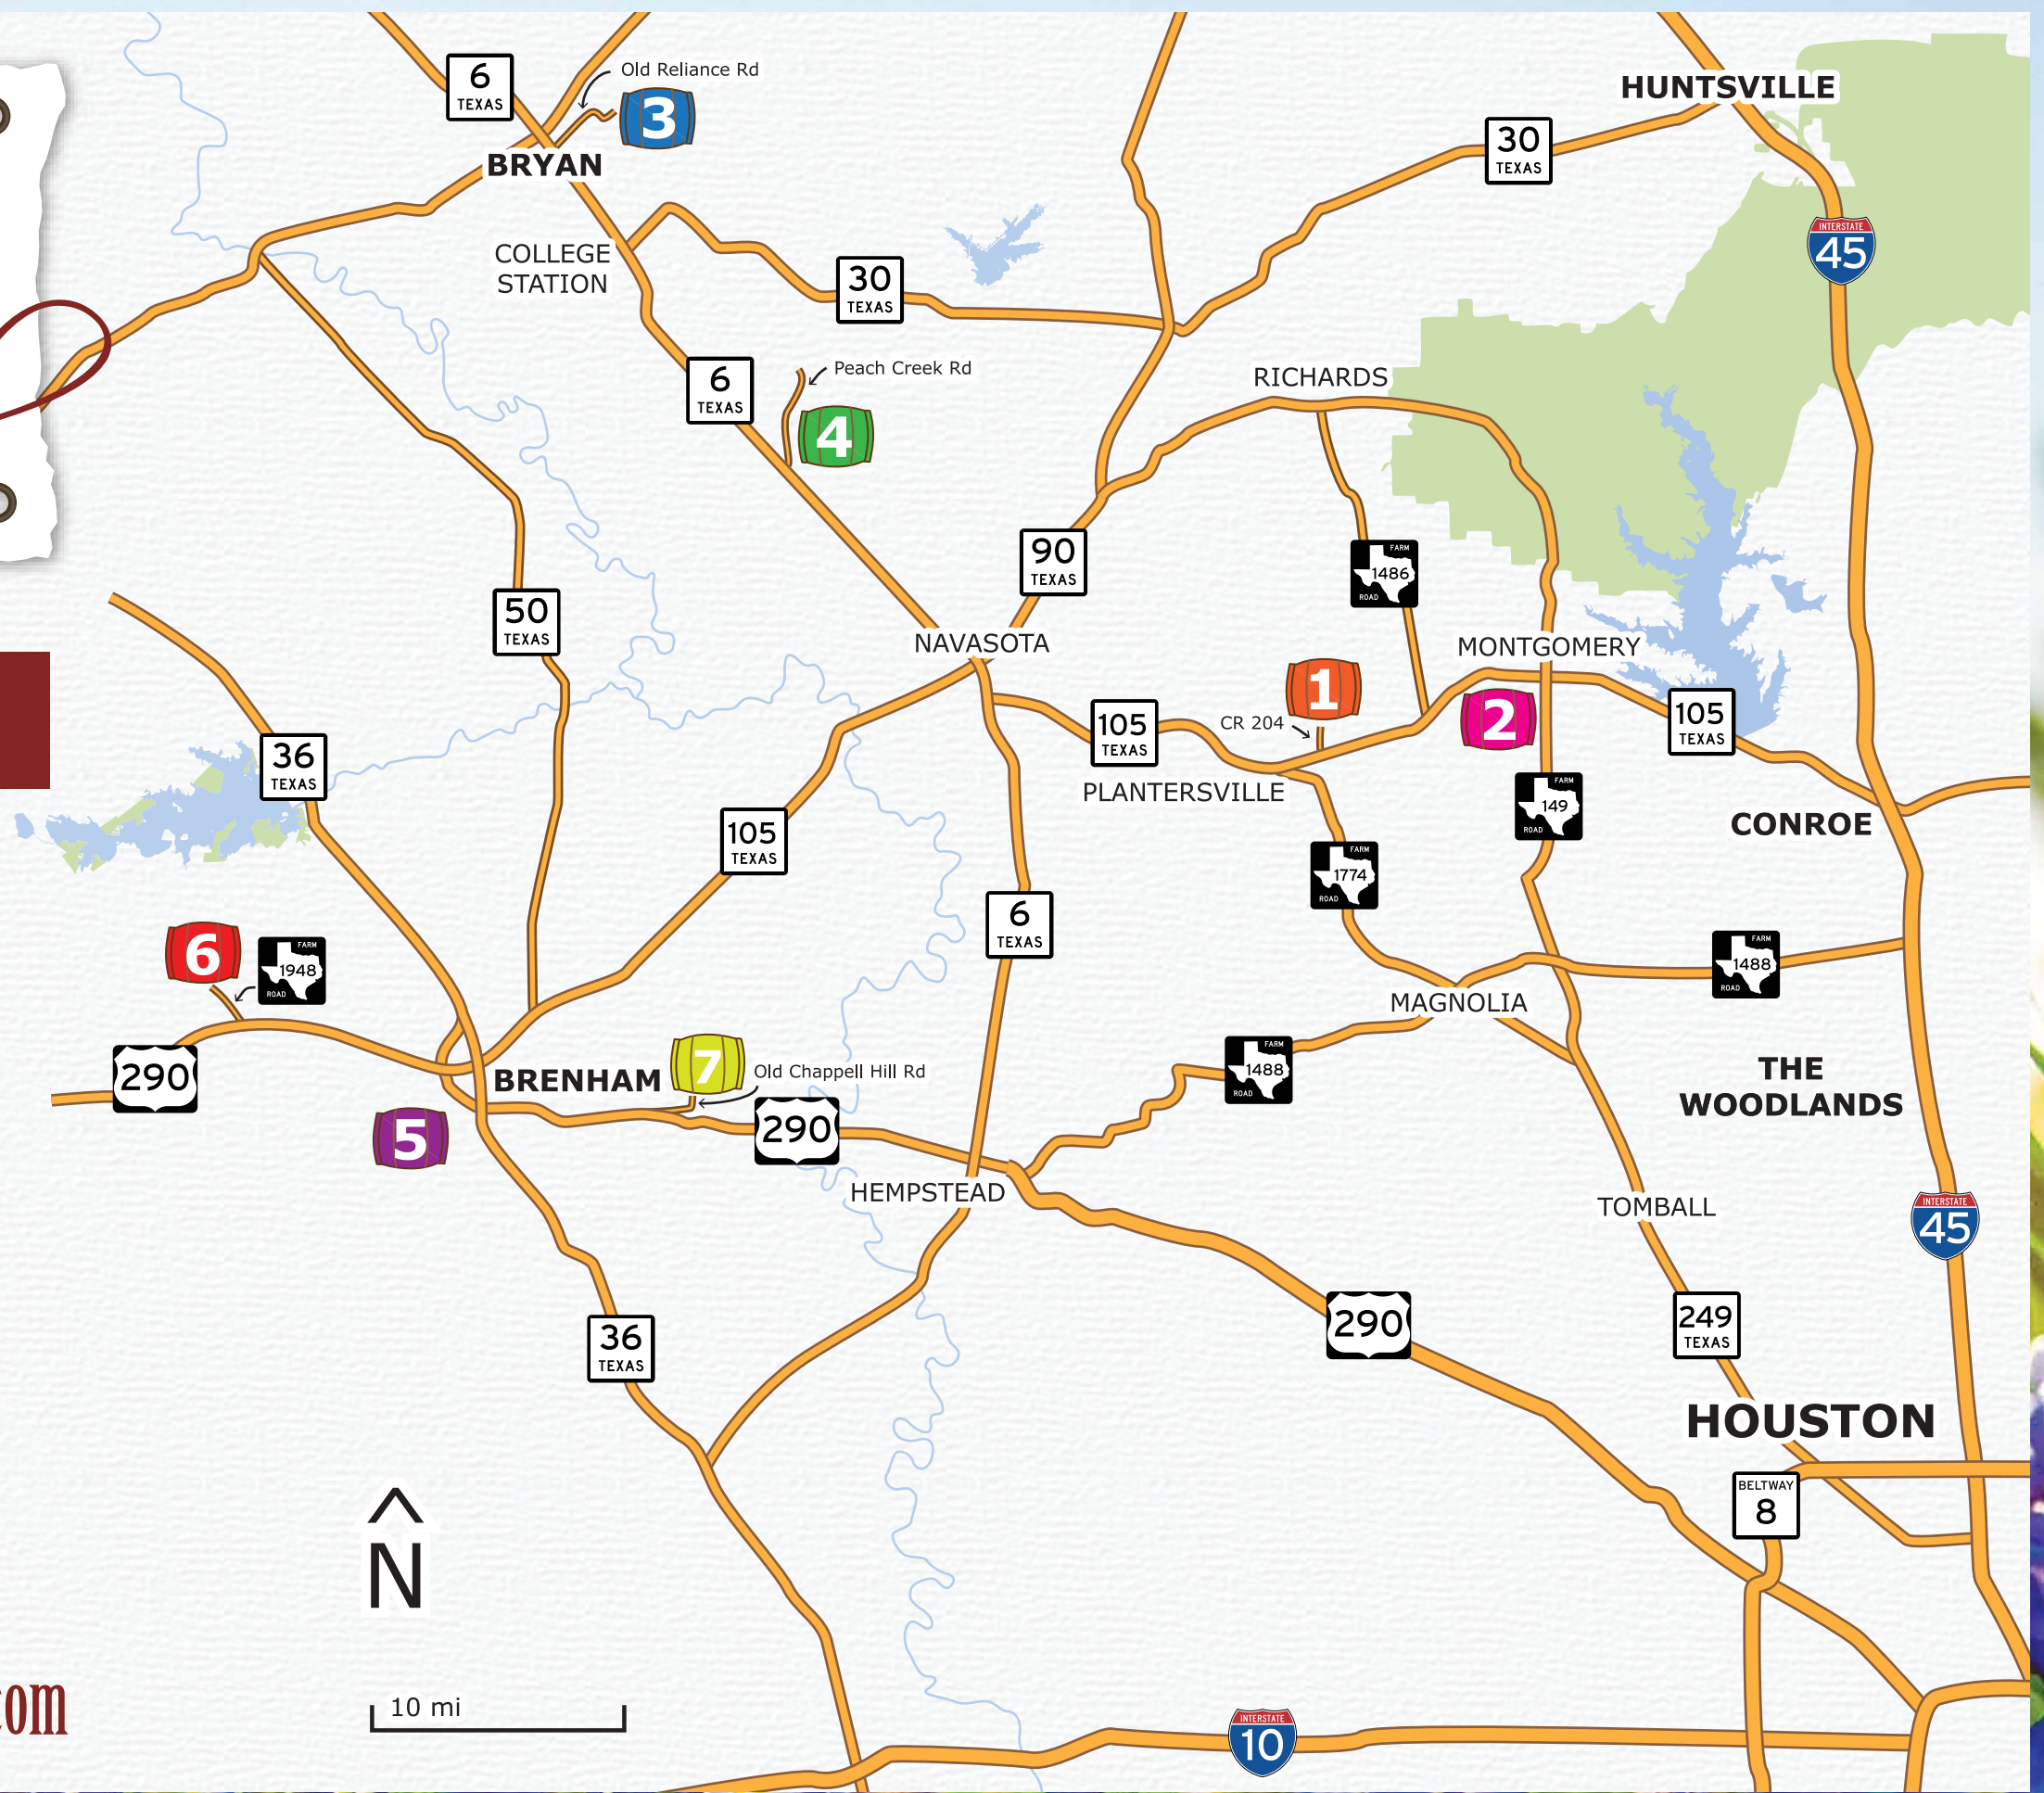 6
TEXAS
Old Reliance Rd
3
BRYAN
HUNTSVILLE
30
TEXAS
INTERSTATE
45
COLLEGE
STATION
30
TEXAS
6
TEXAS
Peach Creek Rd
4
RICHARDS
90
TEXAS
FARM
1486
ROAD
50
TEXAS
NAVASOTA
MONTGOMERY
1
CR 204
2
105
TEXAS
105
TEXAS
36
TEXAS
PLANTERSVILLE
FARM
149
ROAD
CONROE
105
TEXAS
FARM
1774
ROAD
6
TEXAS
6
FARM
1948
ROAD
FARM
1488
ROAD
MAGNOLIA
290
BRENHAM
7
Old Chappell Hill Rd
FARM
1488
ROAD
THE
WOODLANDS
5
290
HEMPSTEAD
TOMBALL
INTERSTATE
45
36
TEXAS
290
249
TEXAS
HOUSTON
BELTWAY
8
N
10 mi
om
INTERSTATE
10